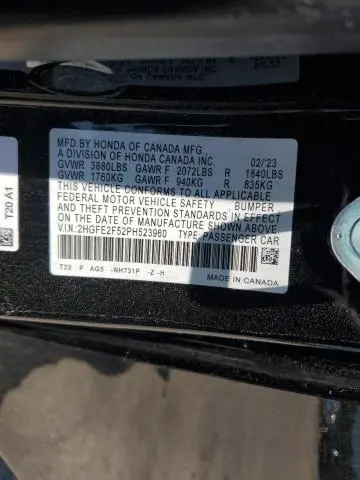 MFD. BY HONDA OF CANADA MFG.,
A DIVISION OF HONDA CANADA INC. 02/'23
GVWR 3880LBS GAWR F 2072LBS R 1840LBS
GVWR 1760KG GAWR F 940KG R 835KG
THIS VEHICLE CONFORMS TO ALL APPLICABLE
FEDERAL MOTOR VEHICLE SAFETY , BUMPER ,
AND THEFT PREVENTION STANDARDS IN EFFECT
ON THE DATE OF MANUFACTURE SHOWN ABOVE.
V.I.N:2HGFE2F52PH523960 TYPE:PASSENGER CAR
T23 P AG5 -NH731P -Z -H
MADE IN CANADA
T20 A1